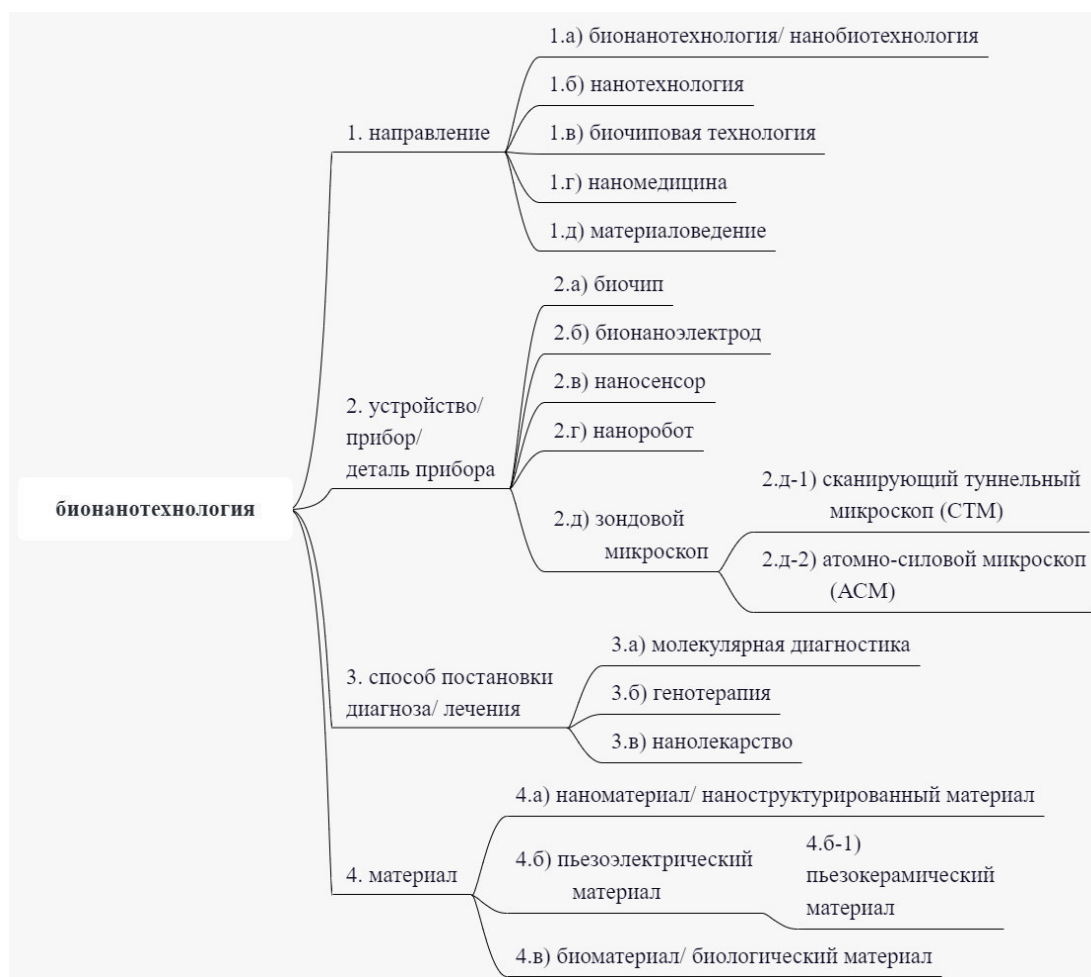 1.а) бионанотехнология/ нанобиотехнология
1.б) нанотехнология
1. направление
1.в) биочиповая технология
1.г) наномедицина
1.д) материаловедение
2.а) биочип
2.б) бионаноэлектрод
2. устройство/
прибор/
деталь прибора
2.в) наносенсор
2.г) наноробот
2.д) зондовой
микроскоп
2.д-1) сканирующий туннельный
микроскоп (СТМ)
2.д-2) атомно-силовой микроскоп
(АСМ)
бионанотехнология
3. способ постановки
диагноза/ лечения
3.а) молекулярная диагностика
3.б) генотерапия
3.в) нанолекарство
4. материал
4.а) наноматериал/ наноструктурированный материал
4.б) пьезоэлектрический
материал
4.б-1)
пьезокерамический
материал
4.в) биоматериал/ биологический материал